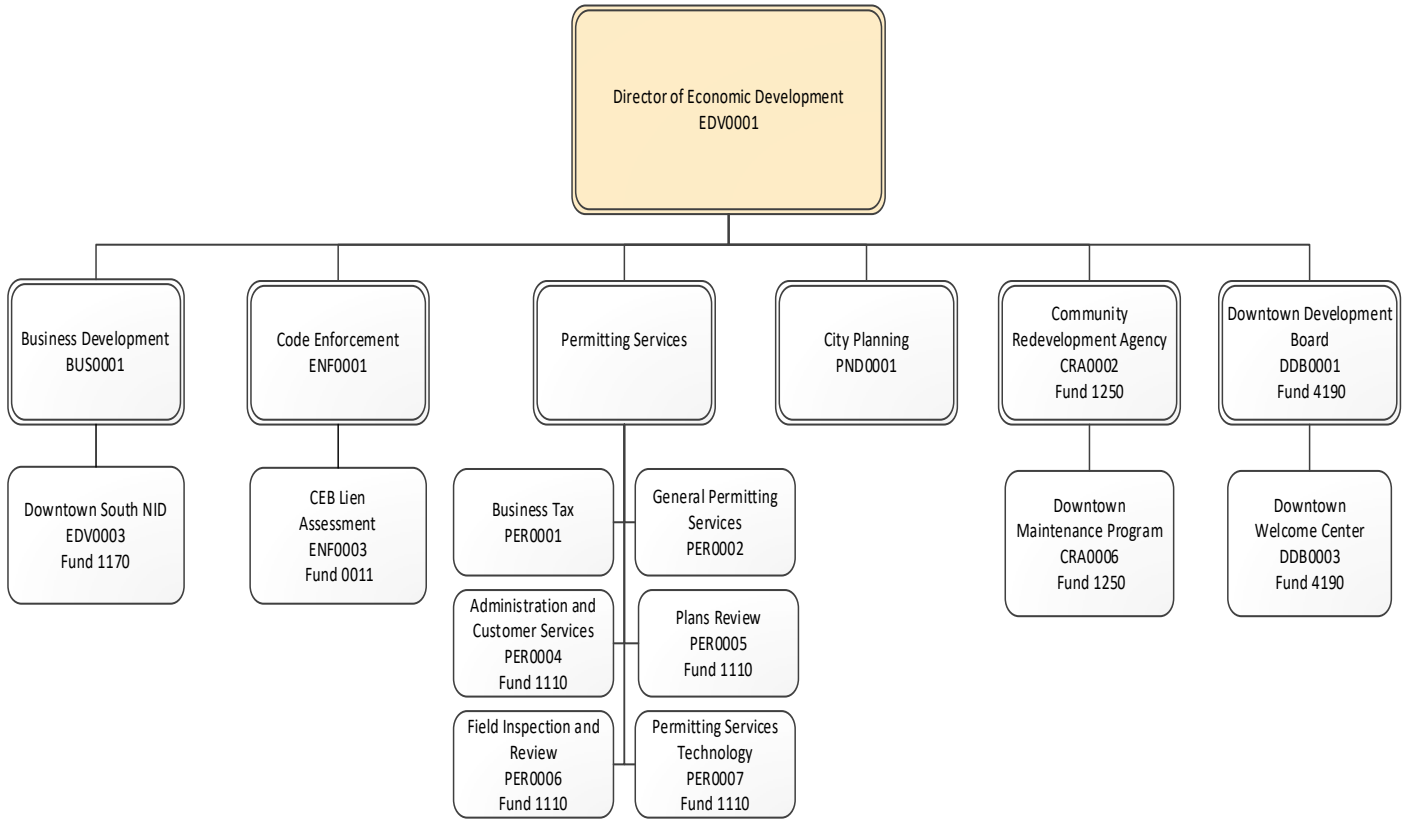 Director of Economic Development
EDV0001
Business Development
BUS0001
Code Enforcement
ENF0001
Permitting Services
City Planning
PND0001
Community
Redevelopment Agency
CRA0002
Fund 1250
Downtown Development
Board
DDB0001
Fund 4190
Downtown South NID
EDV0003
Fund 1170
CEB Lien
Assessment
ENF0003
Fund 0011
Business Tax
PER0001
General Permitting
Services
PER0002
Downtown
Maintenance Program
CRA0006
Fund 1250
Downtown
Welcome Center
DDB0003
Fund 4190
Administration and
Customer Services
PER0004
Fund 1110
Plans Review
PER0005
Fund 1110
Field Inspection and
Review
PER0006
Fund 1110
Permitting Services
Technology
PER0007
Fund 1110